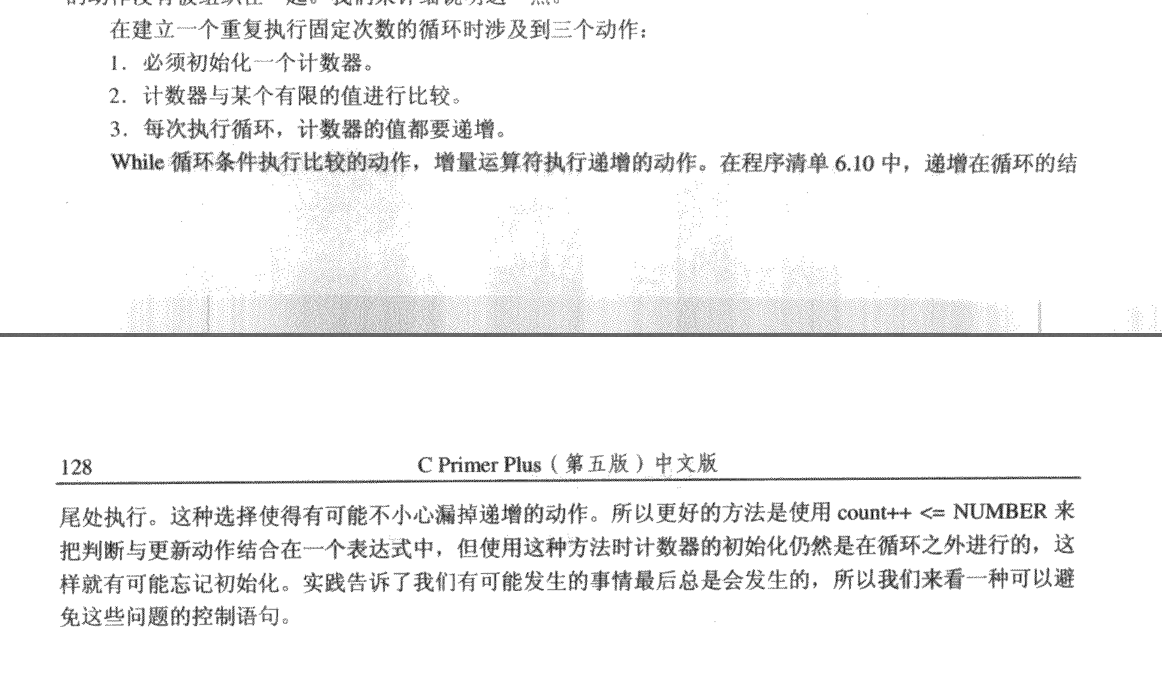 在建立一个重复执行固定次数的循环时涉及到三个动作：
1．必须初始化一个计数器。
2．计数器与某个有限的值进行比较。
3．每次执行循环，计数器的值都要递增。
While 循环条件执行比较的动作，增量运算符执行递增的动作。在程序清单 6.10 中，递增在循环的结
128 C Primer Plus（第五版）中文版
尾处执行。这种选择使得有可能不小心漏掉递增的动作。所以更好的方法是使用 count++ <= NUMBER 来
把判断与更新动作结合在一个表达式中，但使用这种方法时计数器的初始化仍然是在循环之外进行的，这
样就有可能忘记初始化。实践告诉了我们有可能发生的事情最后总是会发生的，所以我们来看一种可以避
免这些问题的控制语句。